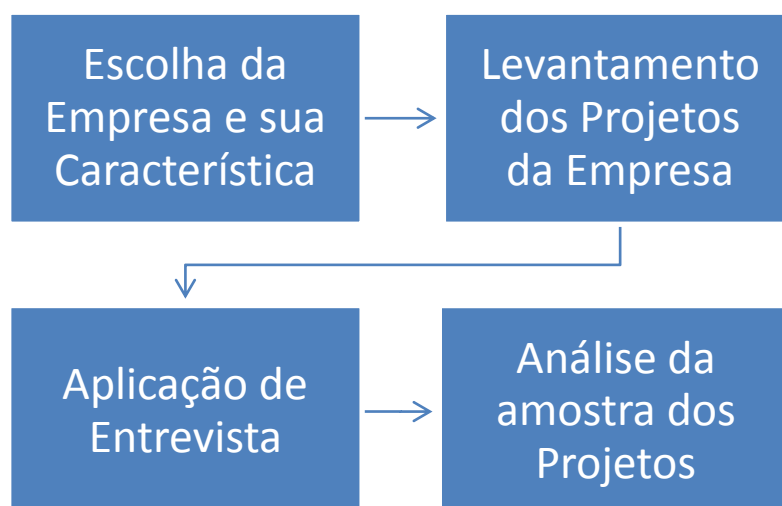 Escolha da
Empresa e sua
Característica
Levantamento
dos Projetos
da Empresa
Aplicação de
Entrevista
Análise da
amostra dos
Projetos